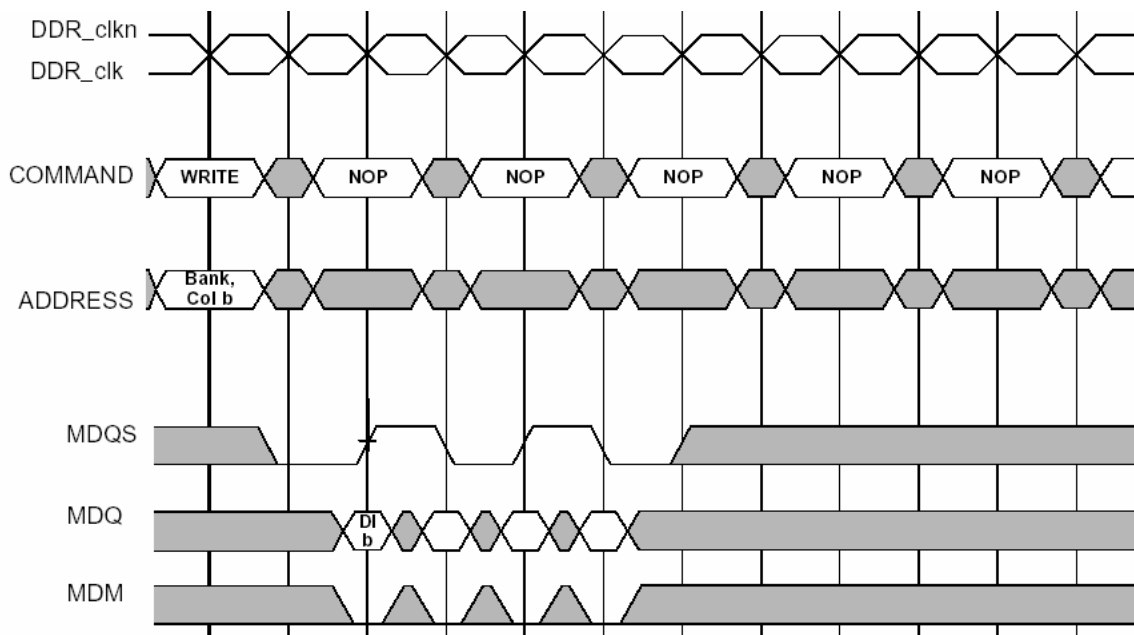 DDR_clkn
DDR_clk
COMMAND
WRITE NOP NOP NOP NOP NOP
ADDRESS
Bank,
Col b
MDQS
MDQ
DI
b
MDM